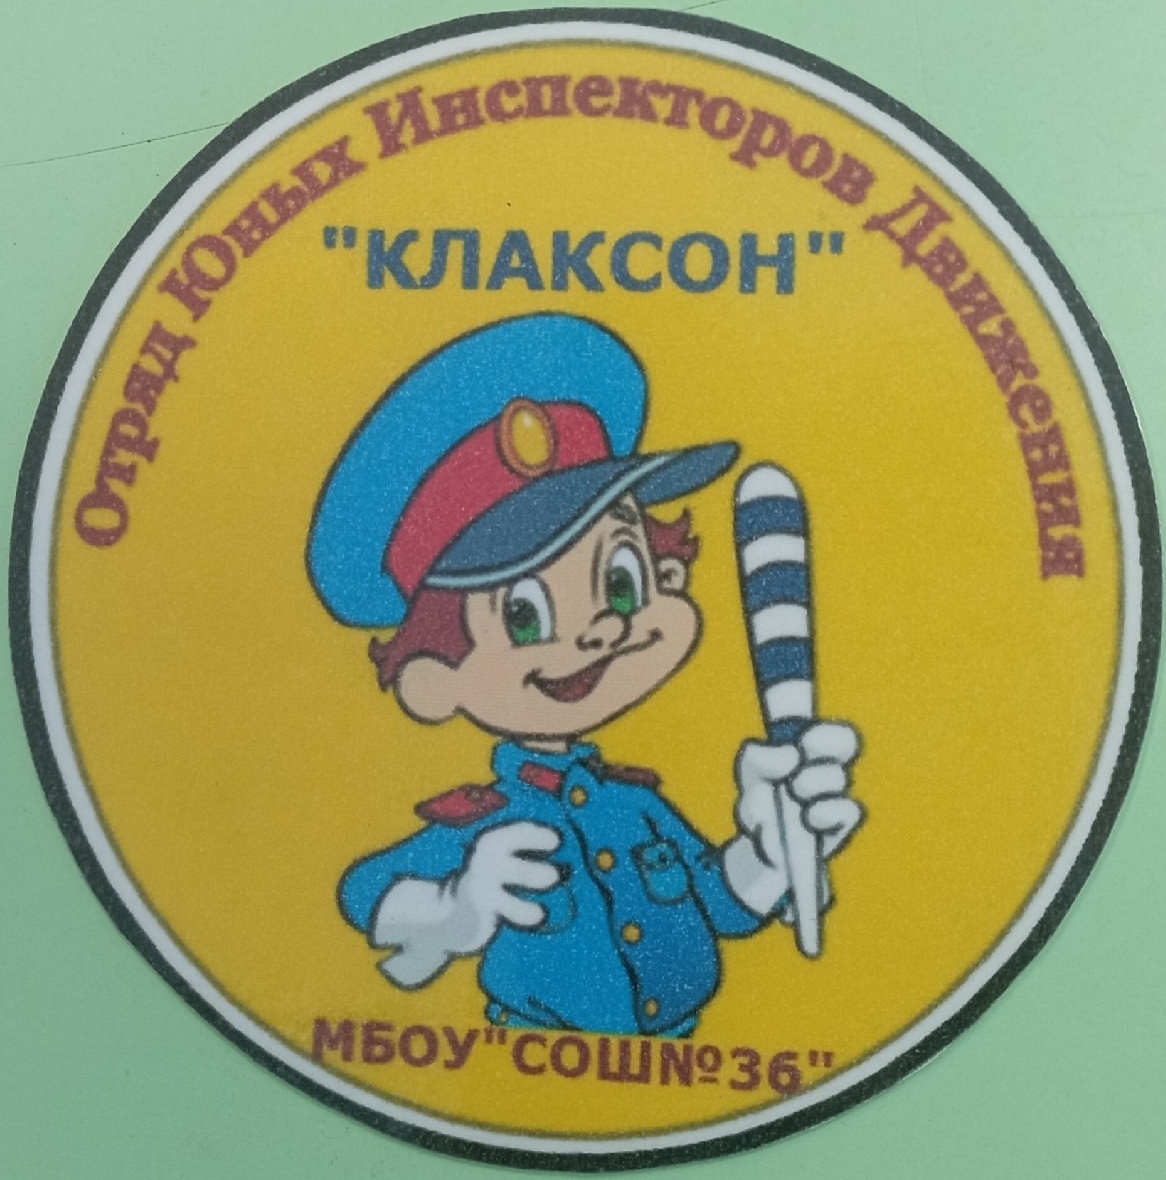 Отряд Юных Инспекторов Движения
"КЛАКСОН"
МБОУ"СОШ№36"